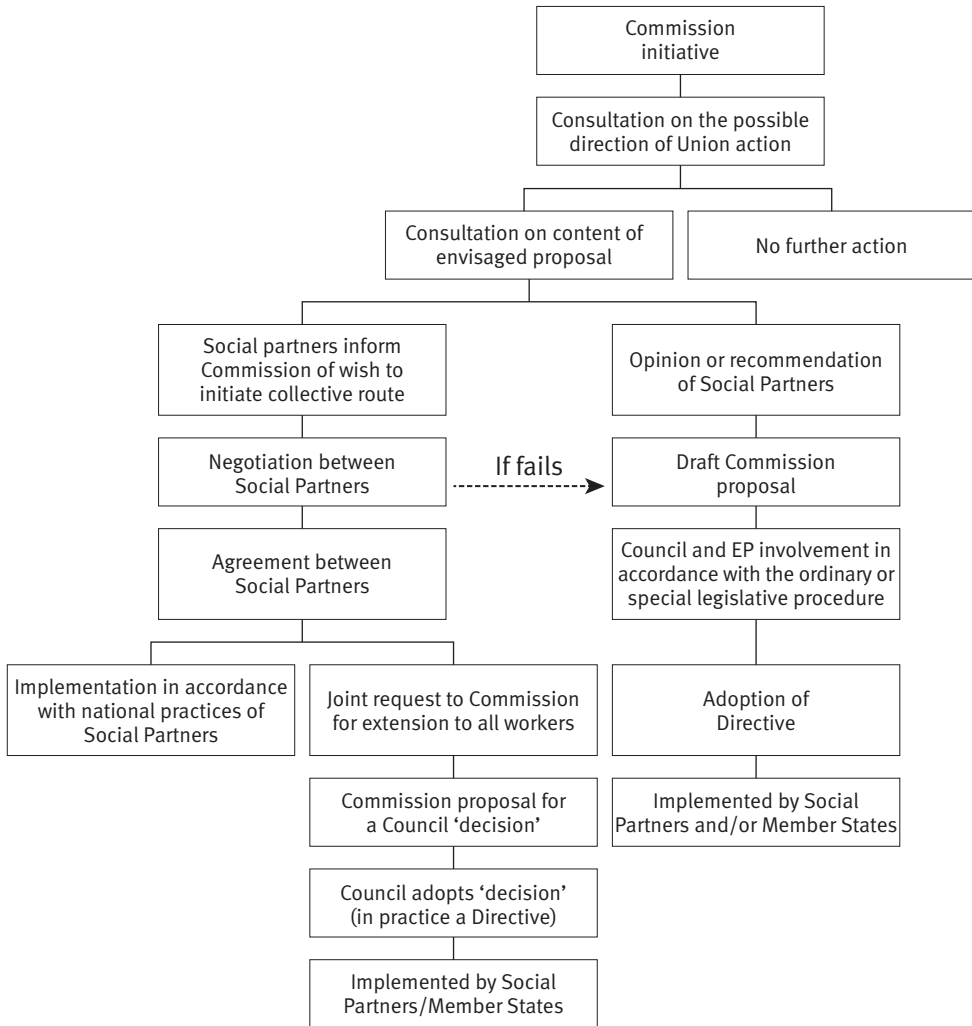 Commission
initiative
Consultation on the possible
direction of Union action
Consultation on content of
envisaged proposal
No further action
Social partners inform
Commission of wish to
initiate collective route
Opinion or recommendation
of Social Partners
Negotiation between
Social Partners
If fails
Draft Commission
proposal
Agreement between
Social Partners
Council and EP involvement in
accordance with the ordinary or
special legislative procedure
Implementation in accordance
with national practices of
Social Partners
Joint request to Commission
for extension to all workers
Adoption of
Directive
Commission proposal for
a Council ‘decision’
Implemented by Social
Partners and/or Member States
Council adopts ‘decision’
(in practice a Directive)
Implemented by Social
Partners/Member States